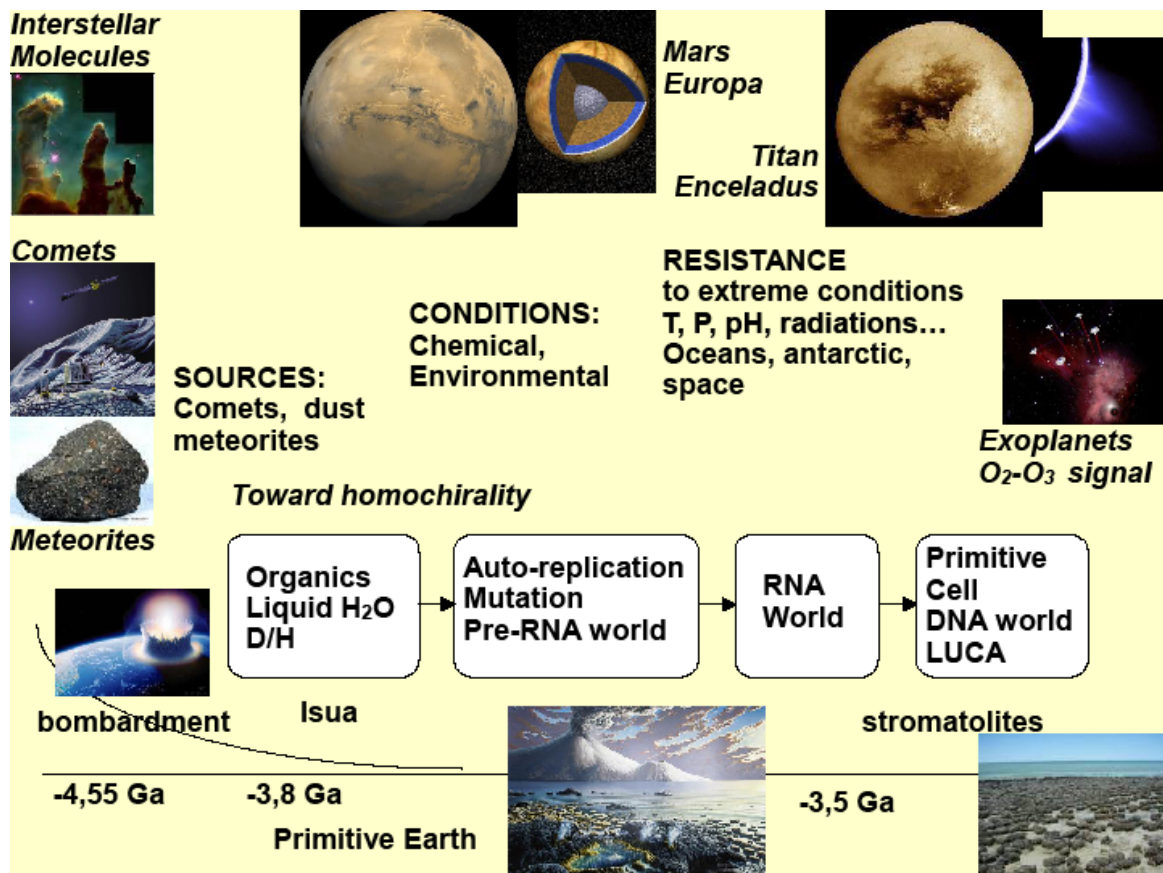 Interstellar
Molecules
Mars
Europa
Titan
Enceladus
Comets
RESISTANCE
to extreme conditions
T, P, pH, radiations…
Oceans, antarctic,
space
CONDITIONS:
Chemical,
Environmental
SOURCES:
Comets, dust
meteorites
Exoplanets
O₂-O₃ signal
Toward homochirality
Meteorites
Organics
Liquid H₂O
D/H
Auto-replication
Mutation
Pre-RNA world
RNA
World
Primitive
Cell
DNA world
LUCA
bombardment
Isua
stromatolites
-4,55 Ga
-3,8 Ga
-3,5 Ga
Primitive Earth